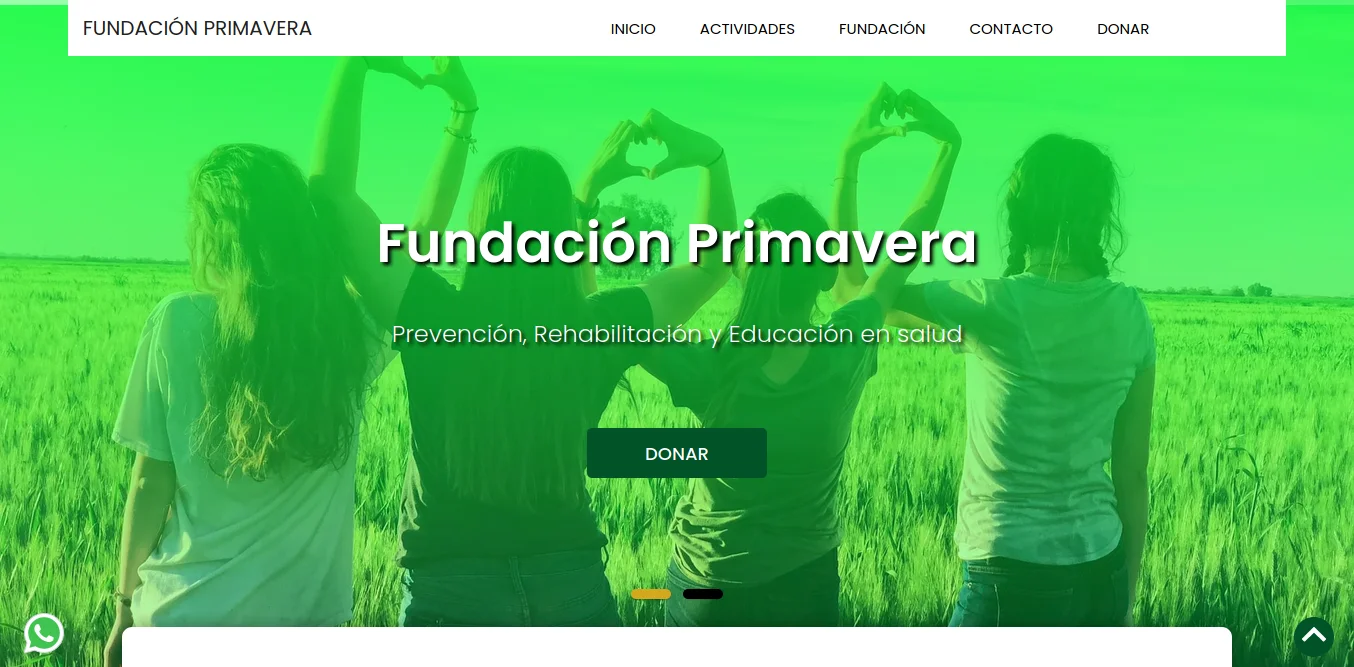 FUNDACIÓN PRIMAVERA
INICIO ACTIVIDADES FUNDACIÓN CONTACTO DONAR
Fundación Primavera
Prevención, Rehabilitación y Educación en salud
DONAR